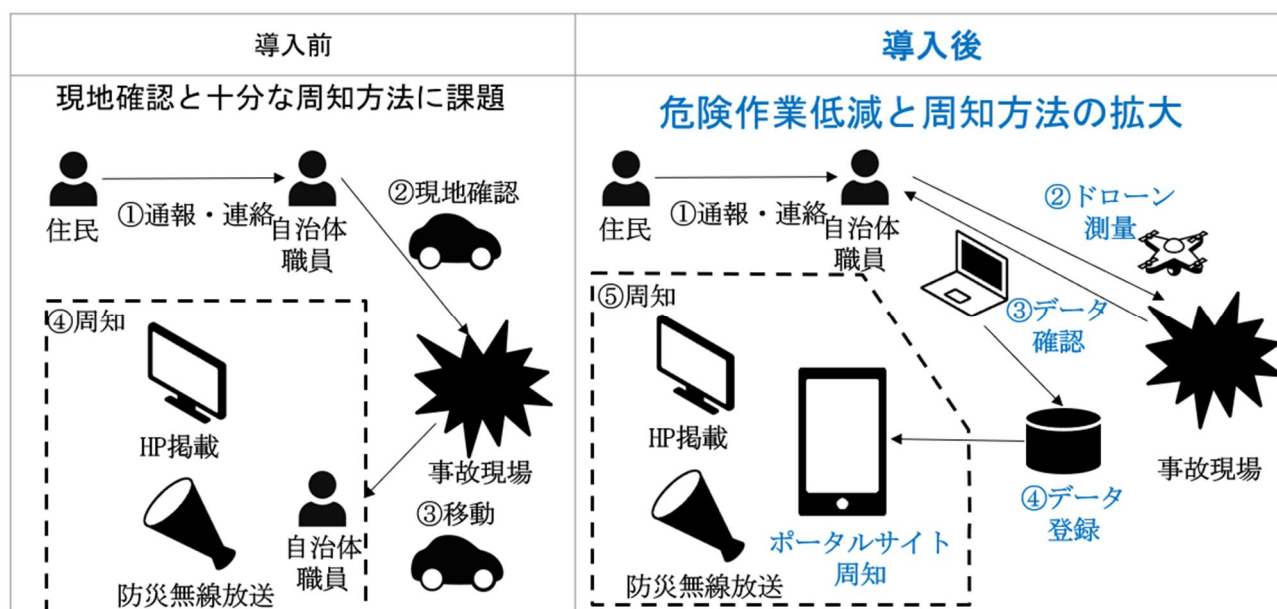 導入前
現地確認と十分な周知方法に課題
住民
①通報・連絡
自治体
職員
②現地確認
事故現場
③移動
自治体
職員
④周知
HP掲載
防災無線放送
導入後
危険作業低減と周知方法の拡大
住民
①通報・連絡
自治体
職員
②ドローン
測量
事故現場
③データ
確認
④データ
登録
⑤周知
HP掲載
防災無線放送
ポータルサイト
周知